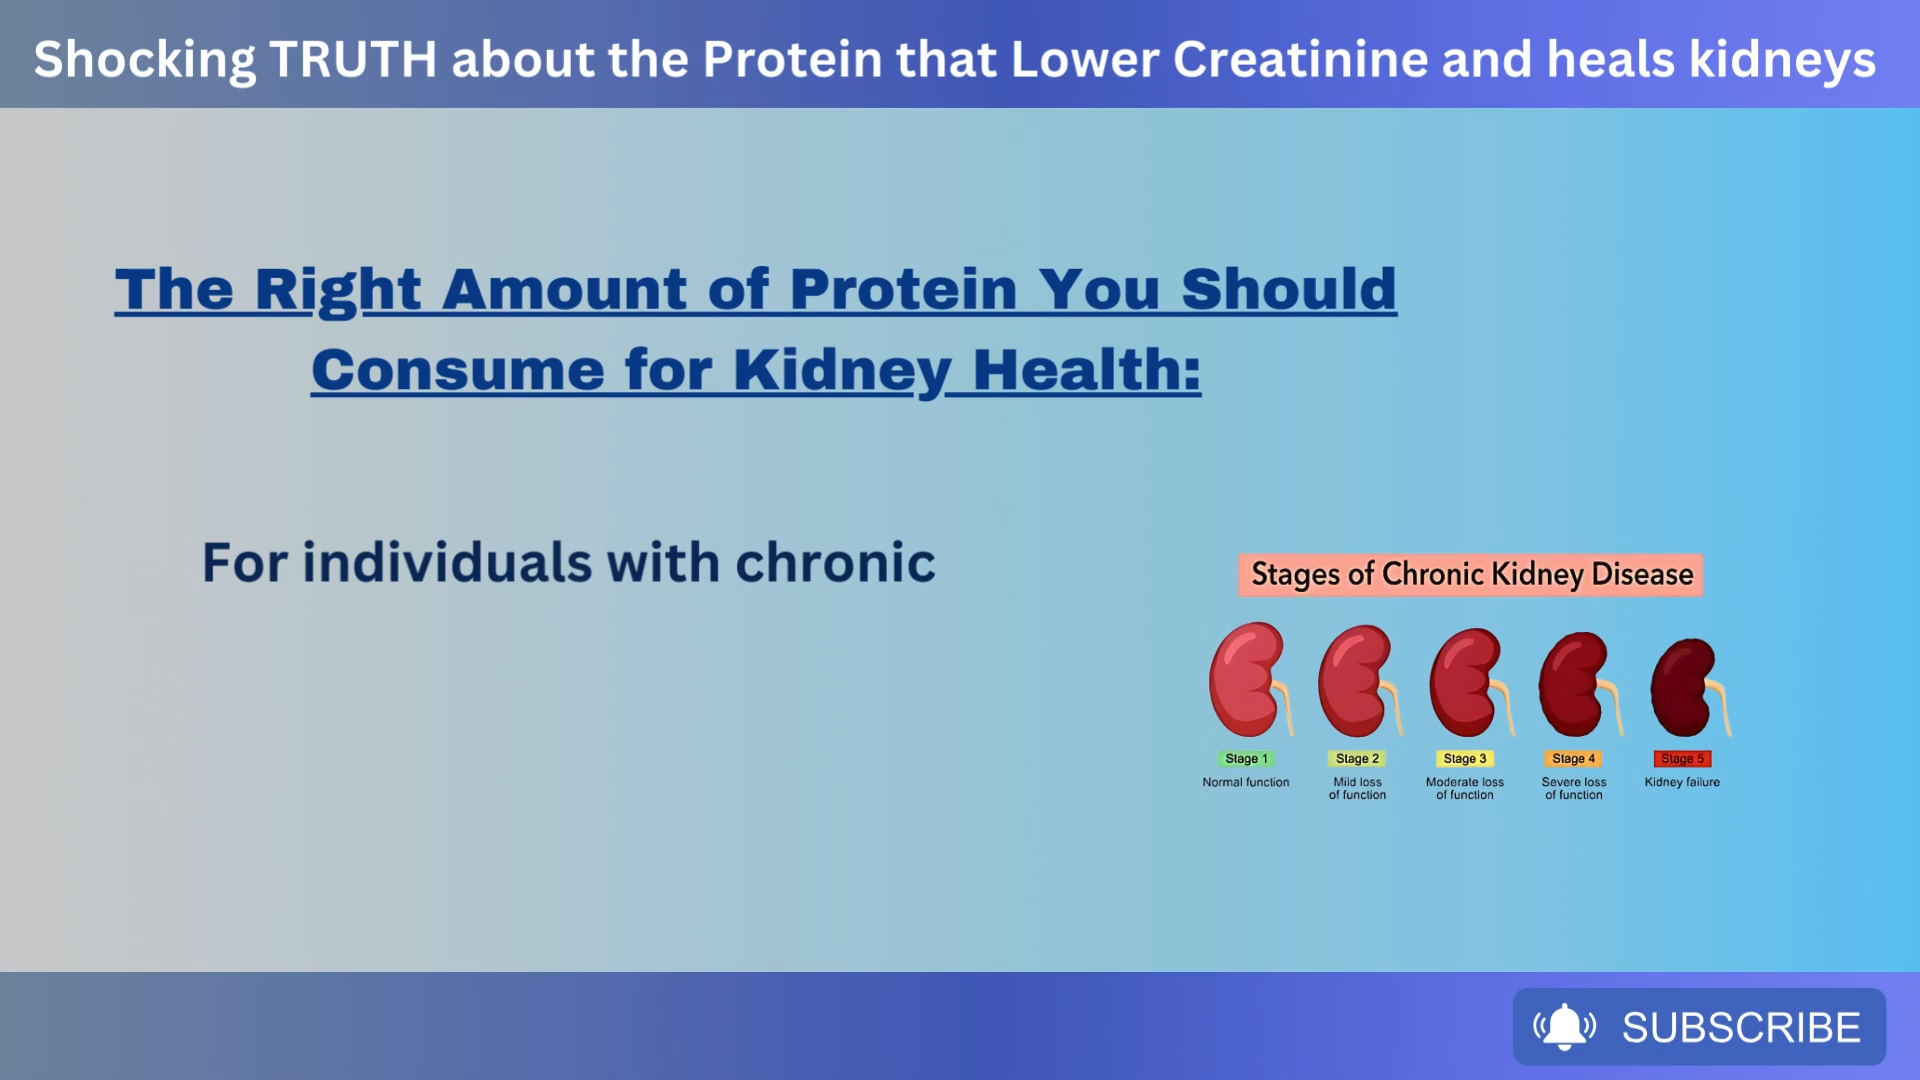 Shocking TRUTH about the Protein that Lower Creatinine and heals kidneys
The Right Amount of Protein You Should
Consume for Kidney Health:
For individuals with chronic
Stages of Chronic Kidney Disease
Stage 1
Normal function
Stage 2
Mild loss
of function
Stage 3
Moderate loss
of function
Stage 4
Severe loss
of function
Stage 5
Kidney failure
SUBSCRIBE